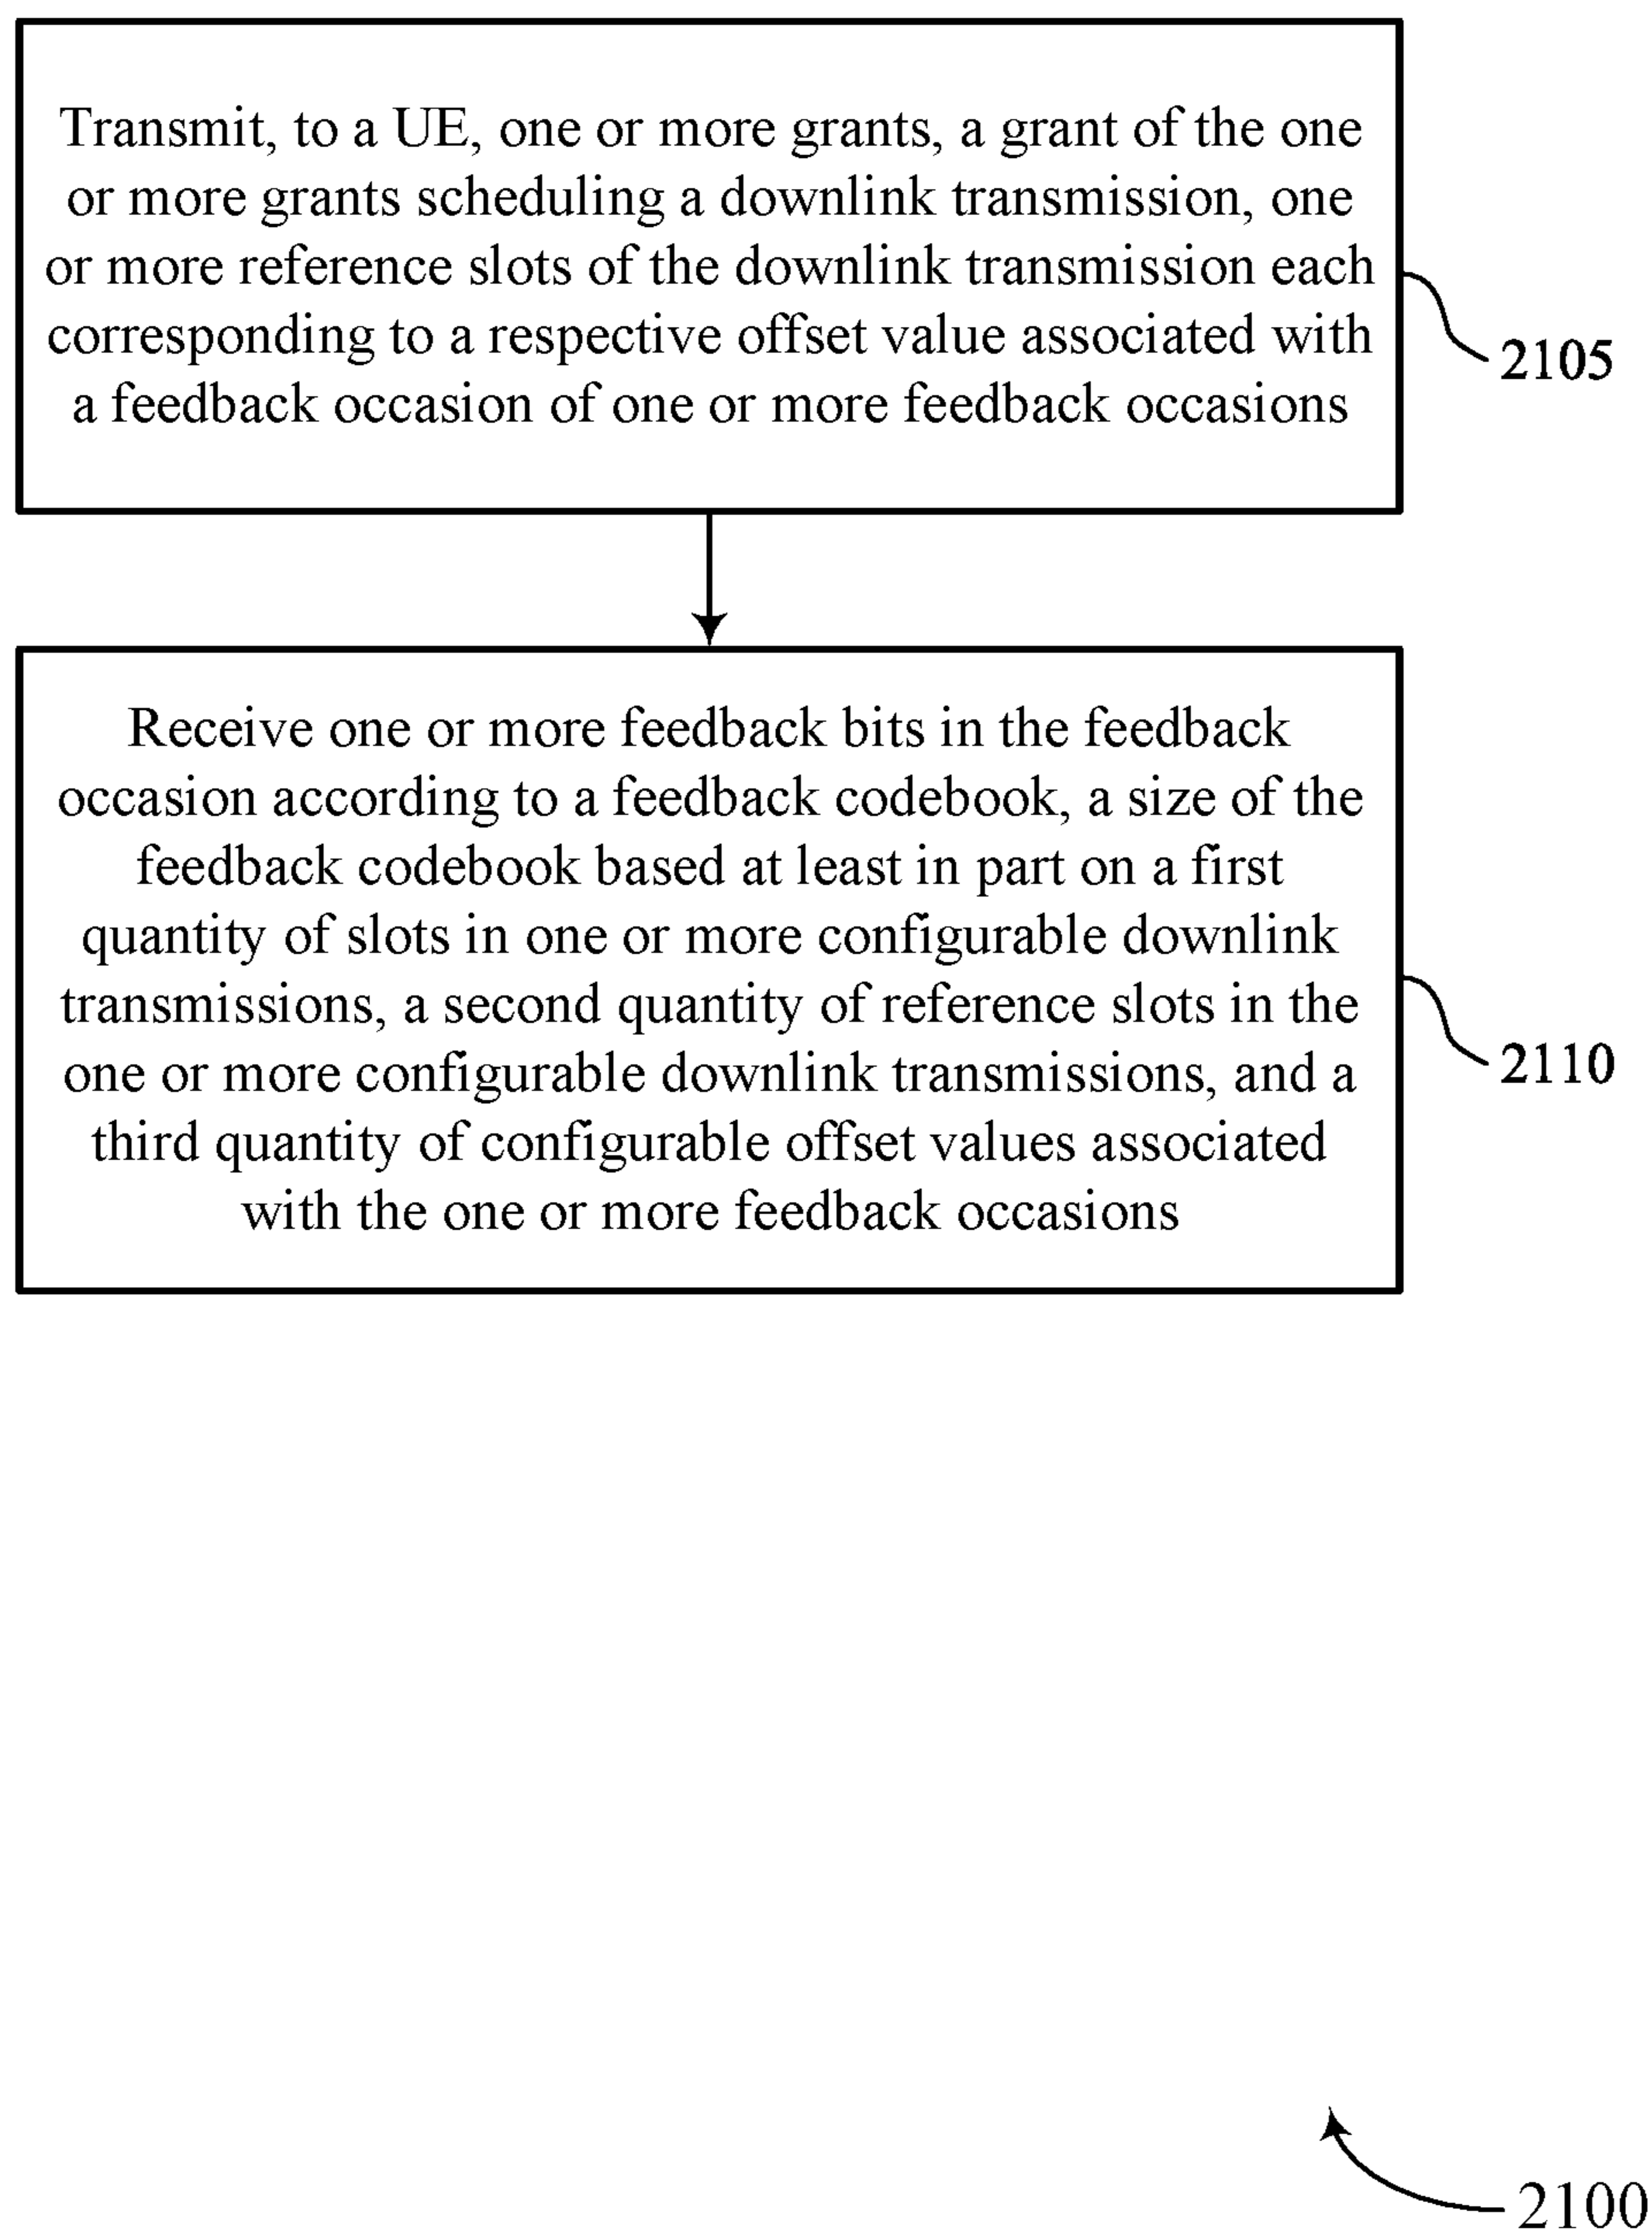 Transmit, to a UE, one or more grants, a grant of the one
or more grants scheduling a downlink transmission, one
or more reference slots of the downlink transmission each
corresponding to a respective offset value associated with
a feedback occasion of one or more feedback occasions
2105
Receive one or more feedback bits in the feedback
occasion according to a feedback codebook, a size of the
feedback codebook based at least in part on a first
quantity of slots in one or more configurable downlink
transmissions, a second quantity of reference slots in the
one or more configurable downlink transmissions, and a
third quantity of configurable offset values associated
with the one or more feedback occasions
2110
2100